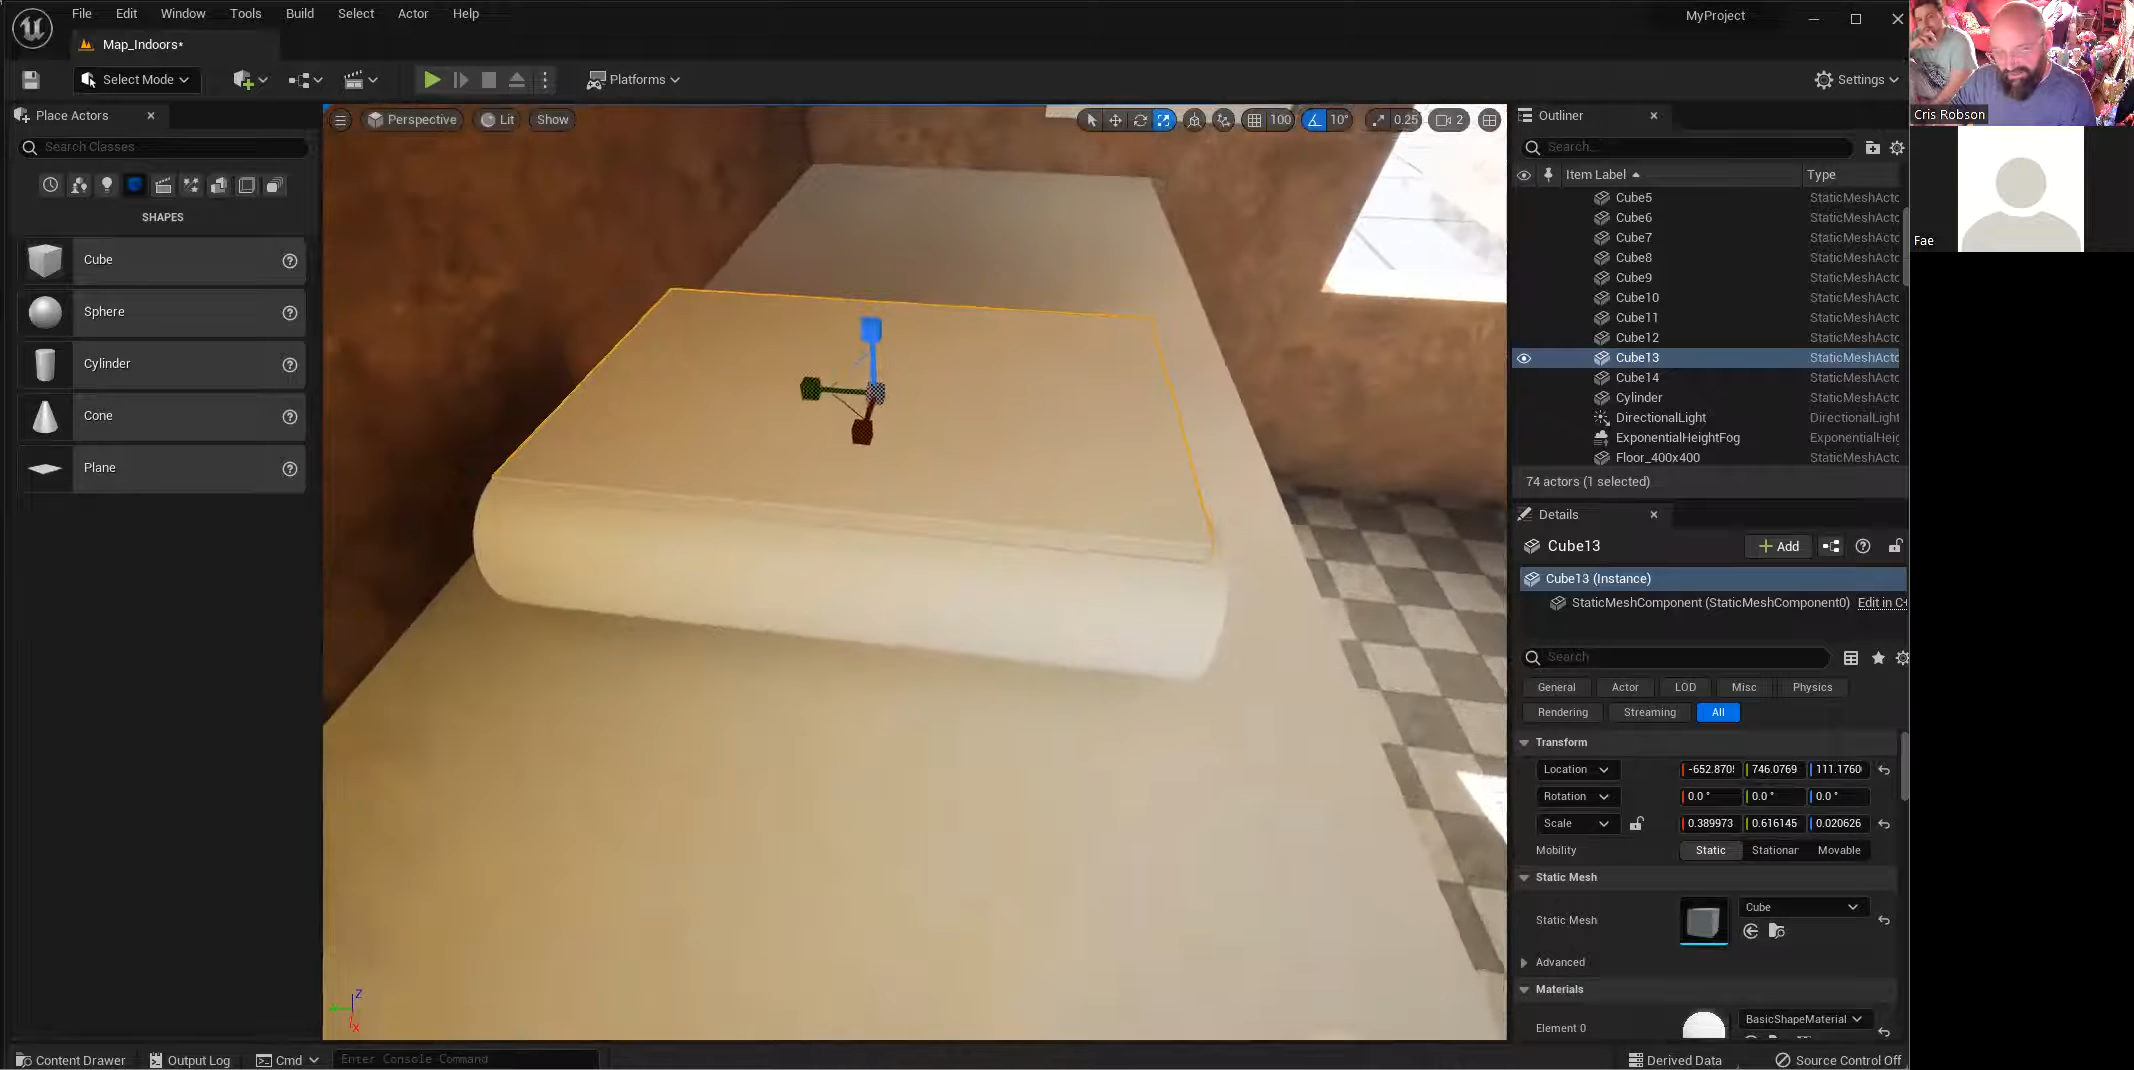 File Edit Window Tools Build Select Actor Help
MyProject
Map_Indoors*
Select Mode
Platforms
Settings
Place Actors
Search Classes
SHAPES
Cube
Sphere
Cylinder
Cone
Plane
Perspective Lit Show
100 10° 0.25 2
Outliner
Search...
Item Label Type
Cube5 StaticMeshActo
Cube6 StaticMeshActo
Cube7 StaticMeshActo
Cube8 StaticMeshActo
Cube9 StaticMeshActo
Cube10 StaticMeshActo
Cube11 StaticMeshActo
Cube12 StaticMeshActo
Cube13 StaticMeshActo
Cube14 StaticMeshActo
Cylinder StaticMeshActo
DirectionalLight DirectionalLight
ExponentialHeightFog ExponentialHeig
Floor_400x400 StaticMeshActo
74 actors (1 selected)
Details
Cube13
Add
Cube13 (Instance)
StaticMeshComponent (StaticMeshComponent0) Edit in C+
Search
General Actor LOD Misc Physics
Rendering Streaming All
Transform
Location -652.870 746.0769 111.1760
Rotation 0.0 ° 0.0 ° 0.0 °
Scale 0.389973 0.616145 0.020626
Mobility Static Stationar Movable
Static Mesh
Static Mesh Cube
Advanced
Materials
Element 0 BasicShapeMaterial
Z
X
Content Drawer Output Log Cmd Enter Console Command
Derived Data Source Control Off
Cris Robson
Fae